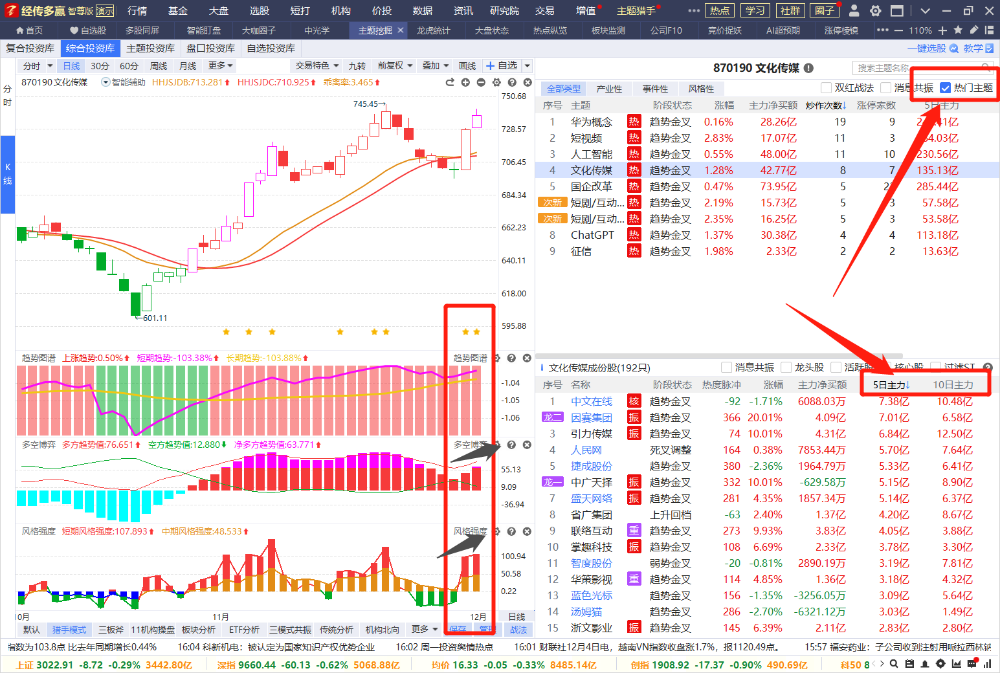 经传多赢 智尊版 演示 行情 基金 大盘 选股 短打 机构 价投 数据 资讯 研究院 交易 增值 主题猎手 热点 学习 社群 圈子
首页 自选股 多股同屏 智能盯盘 大咖圈子 中光学 主题挖掘 龙虎统计 大盘状态 热点纵览 板块监测 公司F10 竞价捉妖 AI超预期 涨停棱镜 110%
复合投资库 综合投资库 主题投资库 盘口投资库 自选投资库 一键选股 教学
分时 日线 30分 60分 周线 月线 更多 交易特色 九转 前复权 叠加 画线 自选
870190 文化传媒 智能辅助 HHJSJDB:713.281 HHJSJDC:710.925 乖离率:3.465
分时
K线
750.68
745.45→
728.57
706.45
684.34
662.23
640.11
618.00
←601.11
595.88
趋势图谱 上涨趋势:0.50% 短期趋势:-103.38% 长期趋势:-103.88% 趋势图谱
-1.04
-1.05
-1.06
多空博弈 多方趋势值:76.651 空方趋势值:12.880 净多方趋势值:63.771 多空博弈
55.13
9.09
-36.94
风格强度 短期风格强度:107.893 中期风格强度:48.533 风格强度
100.94
50.58
0.22
10月 11月 12月 日线
默认 猎手模式 三板斧 11机构操盘 板块分析 ETF分析 三模式共振 传统分析 机构北向 更多 保存 管理 战法
870190 文化传媒 搜索主题名称
全部类型 产业性 事件性 风格性 双红战法 消息共振 热门主题
序号 主题 阶段状态 涨幅 主力净买额 炒作次数↓ 涨停家数 5日主力
1 华为概念 热 趋势金叉 0.16% 28.26亿 19 9
2 短视频 热 趋势金叉 2.83% 17.07亿 11 3
3 人工智能 热 趋势金叉 0.55% 48.00亿 11 10 230.56亿
4 文化传媒 热 趋势金叉 1.28% 42.77亿 8 7 135.13亿
5 国企改革 热 趋势金叉 0.47% 73.95亿 5 285.44亿
次新 短剧/互动... 热 趋势金叉 2.19% 15.73亿 5 3 57.58亿
次新 短剧/互动... 热 趋势金叉 2.35% 16.25亿 5 3 53.58亿
8 ChatGPT 热 趋势金叉 1.37% 30.38亿 4 4 113.18亿
9 征信 热 趋势金叉 1.98% 2.33亿 2 2 13.63亿
文化传媒成份股(192只) 消息共振 龙头股 活跃股 核心股 过滤ST
序号 名称 阶段状态 热度脉冲 涨幅 主力净买额 5日主力↓ 10日主力
1 中文在线 核 趋势金叉 -92 -1.71% 6088.03万 7.38亿 10.48亿
龙二 因赛集团 振 趋势金叉 366 20.01% 4.09亿 7.01亿 6.58亿
3 引力传媒 振 趋势金叉 74 10.01% 4.31亿 6.84亿 12.50亿
4 人民网 死叉调整 164 0.38% 7853.44万 5.70亿 7.64亿
5 捷成股份 趋势金叉 380 -2.36% 1964.79万 5.33亿 6.41亿
龙一 中广天择 振 趋势金叉 332 10.01% -629.58万 5.15亿 8.90亿
7 盛天网络 振 趋势金叉 281 4.35% 1857.34万 5.14亿 6.37亿
8 省广集团 上升回档 -63 2.40% 1.37亿 4.20亿 8.67亿
9 联络互动 重 趋势金叉 273 9.93% 3.83亿 4.05亿 3.88亿
10 掌趣科技 振 趋势金叉 108 6.69% 2.33亿 3.78亿 3.30亿
11 智度股份 弱势金叉 -20 -0.81% 2890.19万 3.19亿 7.81亿
12 华策影视 重 趋势金叉 114 4.85% 1.36亿 3.18亿 4.32亿
13 蓝色光标 趋势金叉 156 -1.35% -3256.05万 3.09亿 5.64亿
14 汤姆猫 趋势金叉 286 -2.70% -6321.12万 3.03亿 1.49亿
15 浙文影业 振 趋势金叉 145 6.39% 2.11亿 2.83亿 2.80亿
指数为103.8点 比去年同期增长0.44% 16:04 科新机电：被认定为国家知识产权优势企业 16:02 周一投资舆情热点 16:01 财联社12月4日电，越南VN指数收盘涨1.7%，报1120.49点。 15:57 福安药业：子公司收到注射用哌拉西林钠
上证 3022.91 -8.72 -0.29% 3442.80亿 深指 9660.44 -60.13 -0.62% 5068.88亿 均价 16.33 -0.05 -0.33% 8485.14亿 创指 1908.92 -17.37 -0.90% 490.69亿 科50 8